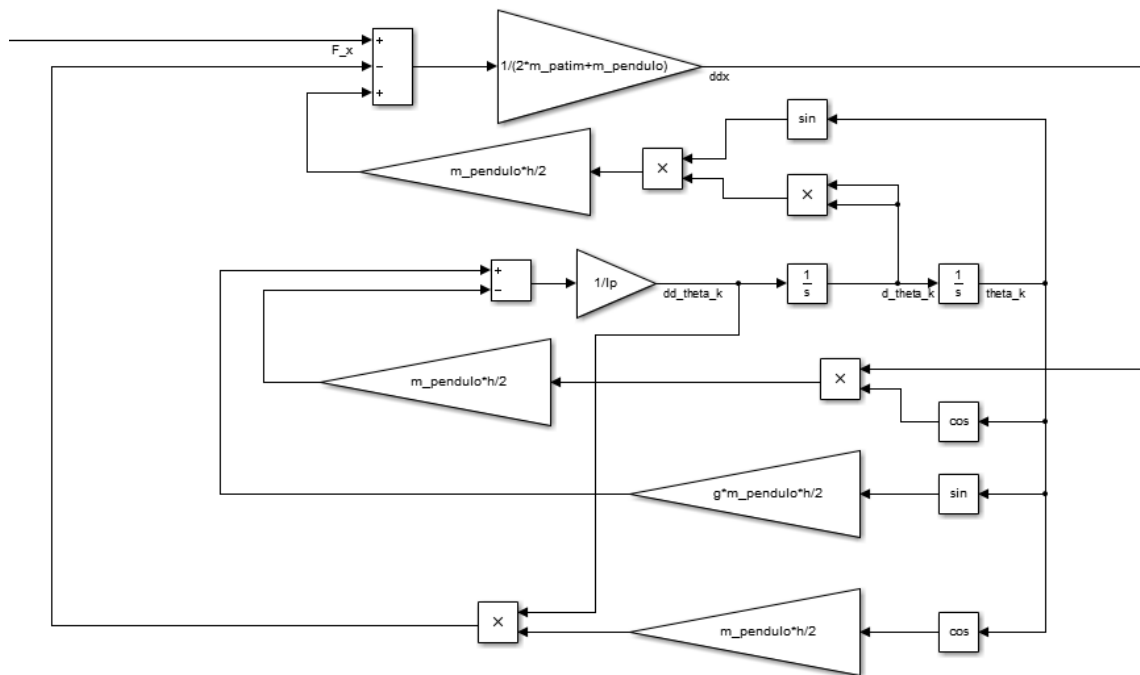 +
F_x
−
+
1/(2*m_patim+m_pendulo)
ddx
sin
m_pendulo*h/2
×
×
+
−
1/Ip
dd_theta_k
1
s
d_theta_k
1
s
theta_k
m_pendulo*h/2
×
cos
g*m_pendulo*h/2
sin
×
m_pendulo*h/2
cos